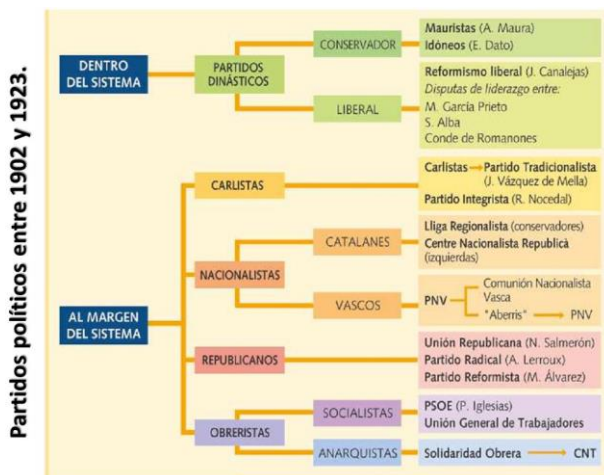 Partidos políticos entre 1902 y 1923.
DENTRO
DEL SISTEMA
PARTIDOS
DINÁSTICOS
CONSERVADOR
Mauristas (A. Maura)
Idóneos (E. Dato)
LIBERAL
Reformismo liberal (J. Canalejas)
Disputas de liderazgo entre:
M. García Prieto
S. Alba
Conde de Romanones
AL MARGEN
DEL SISTEMA
CARLISTAS
Carlistas → Partido Tradicionalista
(J. Vázquez de Mella)
Partido Integrista (R. Nocedal)
NACIONALISTAS
CATALANES
Lliga Regionalista (conservadores)
Centre Nacionalista Republicà
(izquierdas)
VASCOS
PNV
Comunión Nacionalista
Vasca
"Aberris" → PNV
REPUBLICANOS
Unión Republicana (N. Salmerón)
Partido Radical (A. Lerroux)
Partido Reformista (M. Álvarez)
OBRERISTAS
SOCIALISTAS
PSOE (P. Iglesias)
Unión General de Trabajadores
ANARQUISTAS
Solidaridad Obrera → CNT